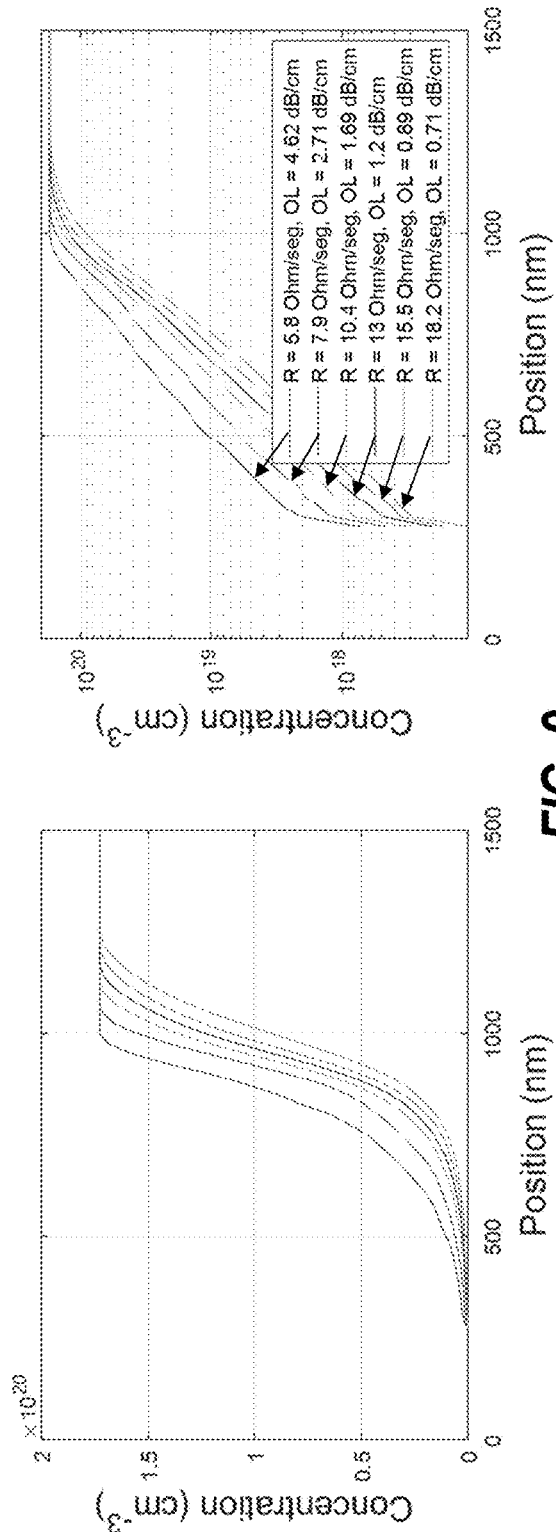 ×10^20
2
1.5
1
0.5
0
Concentration (cm^-3)
0
500
1000
1500
Position (nm)
10^20
10^19
10^18
Concentration (cm^-3)
0
500
1000
1500
Position (nm)
R = 5.8 Ohm/seg, OL = 4.62 dB/cm
R = 7.9 Ohm/seg, OL = 2.71 dB/cm
R = 10.4 Ohm/seg, OL = 1.69 dB/cm
R = 13 Ohm/seg, OL = 1.2 dB/cm
R = 15.5 Ohm/seg, OL = 0.89 dB/cm
R = 18.2 Ohm/seg, OL = 0.71 dB/cm
FIG.